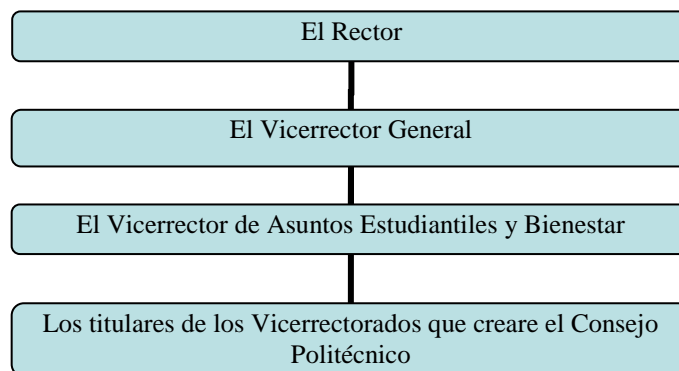 El Rector
El Vicerrector General
El Vicerrector de Asuntos Estudiantiles y Bienestar
Los titulares de los Vicerrectorados que creare el Consejo
Politécnico